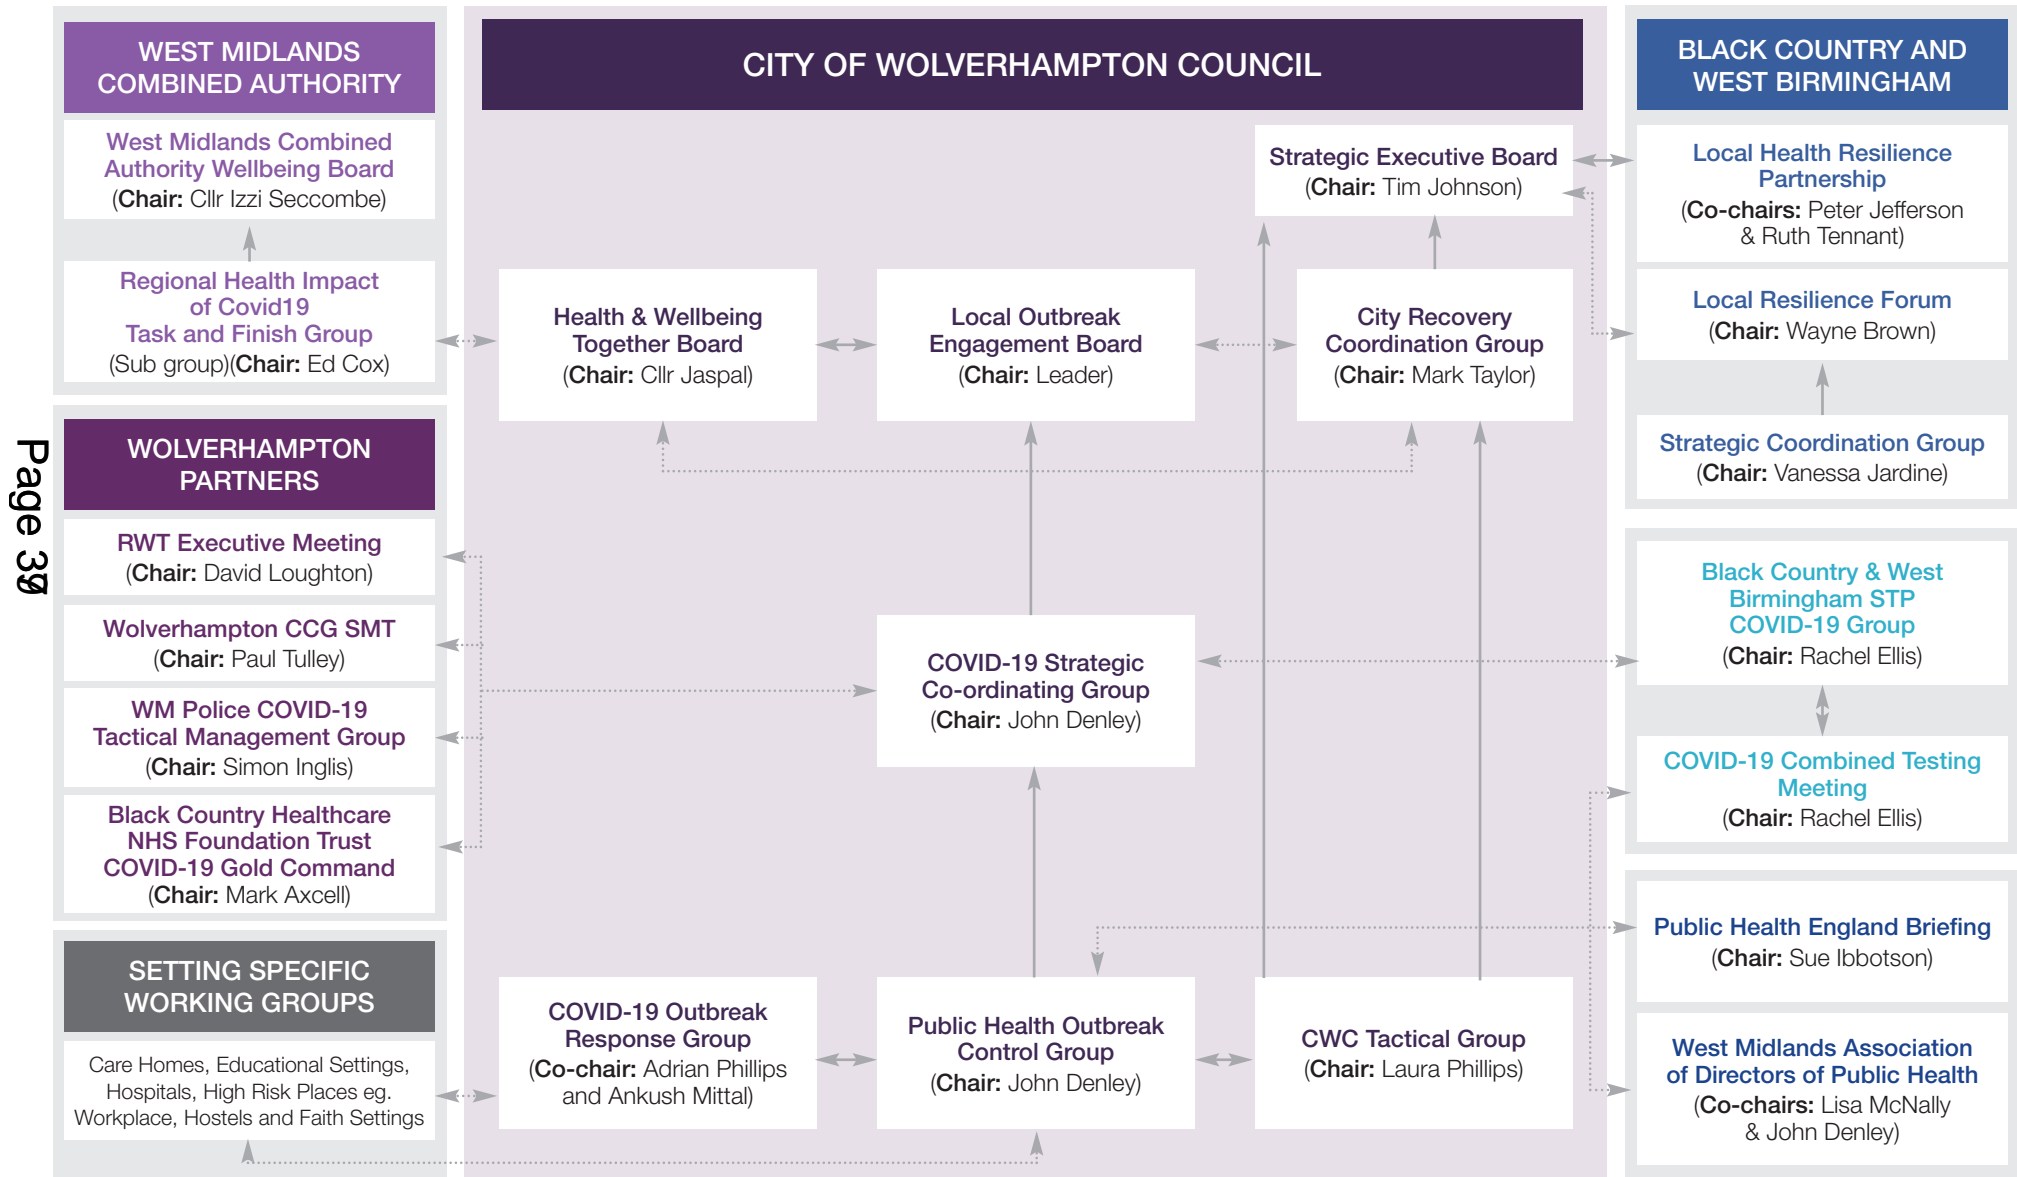 WEST MIDLANDS
COMBINED AUTHORITY
West Midlands Combined
Authority Wellbeing Board
(Chair: Cllr Izzi Seccombe)
Regional Health Impact
of Covid19
Task and Finish Group
(Sub group)(Chair: Ed Cox)
WOLVERHAMPTON
PARTNERS
RWT Executive Meeting
(Chair: David Loughton)
Wolverhampton CCG SMT
(Chair: Paul Tulley)
WM Police COVID-19
Tactical Management Group
(Chair: Simon Inglis)
Black Country Healthcare
NHS Foundation Trust
COVID-19 Gold Command
(Chair: Mark Axcell)
SETTING SPECIFIC
WORKING GROUPS
Care Homes, Educational Settings,
Hospitals, High Risk Places eg.
Workplace, Hostels and Faith Settings
CITY OF WOLVERHAMPTON COUNCIL
Strategic Executive Board
(Chair: Tim Johnson)
Health & Wellbeing
Together Board
(Chair: Cllr Jaspal)
Local Outbreak
Engagement Board
(Chair: Leader)
City Recovery
Coordination Group
(Chair: Mark Taylor)
COVID-19 Strategic
Co-ordinating Group
(Chair: John Denley)
COVID-19 Outbreak
Response Group
(Co-chair: Adrian Phillips
and Ankush Mittal)
Public Health Outbreak
Control Group
(Chair: John Denley)
CWC Tactical Group
(Chair: Laura Phillips)
BLACK COUNTRY AND
WEST BIRMINGHAM
Local Health Resilience
Partnership
(Co-chairs: Peter Jefferson
& Ruth Tennant)
Local Resilience Forum
(Chair: Wayne Brown)
Strategic Coordination Group
(Chair: Vanessa Jardine)
Black Country & West
Birmingham STP
COVID-19 Group
(Chair: Rachel Ellis)
COVID-19 Combined Testing
Meeting
(Chair: Rachel Ellis)
Public Health England Briefing
(Chair: Sue Ibbotson)
West Midlands Association
of Directors of Public Health
(Co-chairs: Lisa McNally
& John Denley)
Page